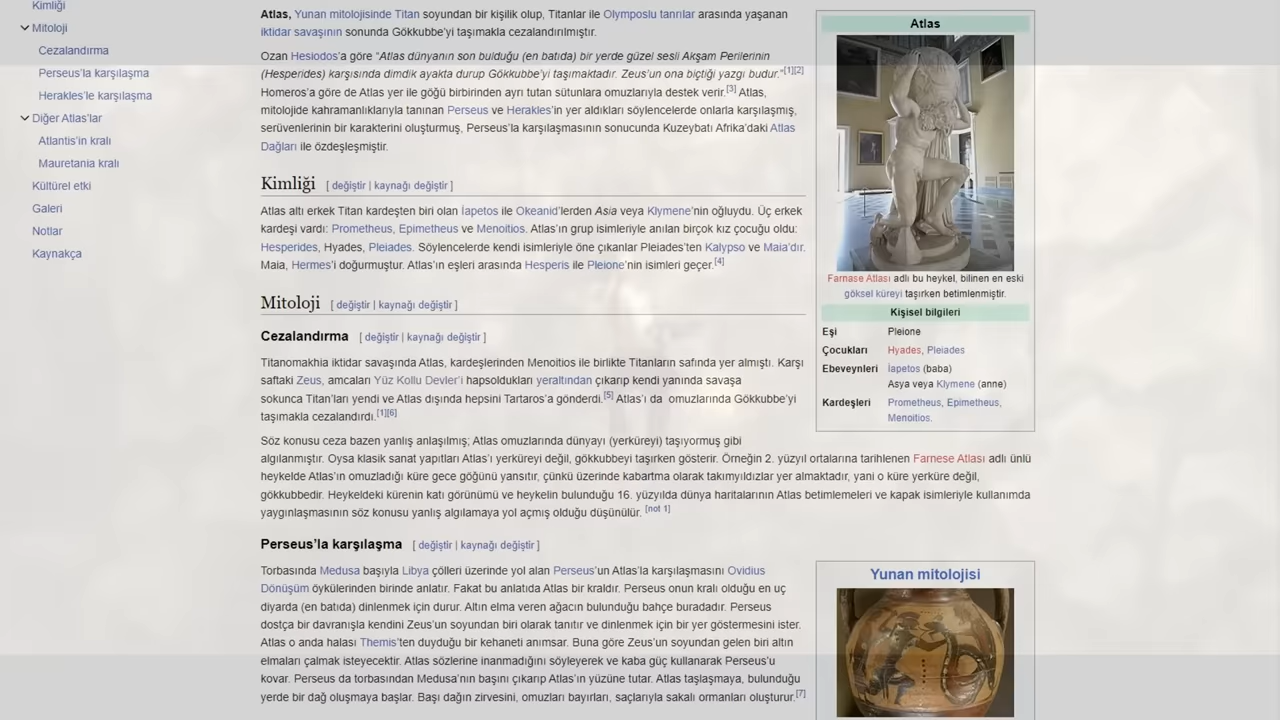 Kimliği
Mitoloji
Cezalandırma
Perseus'la karşılaşma
Herakles'le karşılaşma
Diğer Atlas'lar
Atlantis'in kralı
Mauretania kralı
Kültürel etki
Galeri
Notlar
Kaynakça
Atlas, Yunan mitolojisinde Titan soyundan bir kişilik olup, Titanlar ile Olymposlu tanrılar arasında yaşanan
iktidar savaşının sonunda Gökkubbe'yi taşımakla cezalandırılmıştır.
Ozan Hesiodos'a göre "Atlas dünyanın son bulduğu (en batıda) bir yerde güzel sesli Akşam Perilerinin
(Hesperides) karşısında dimdik ayakta durup Gökkubbe'yi taşımaktadır. Zeus'un ona biçtiği yazgı budur."[1][2]
Homeros'a göre de Atlas yer ile göğü birbirinden ayrı tutan sütunlara omuzlarıyla destek verir.[3] Atlas,
mitolojide kahramanlıklarıyla tanınan Perseus ve Herakles'in yer aldıkları söylencelerde onlarla karşılaşmış,
serüvenlerinin bir karakterini oluşturmuş, Perseus'la karşılaşmasının sonucunda Kuzeybatı Afrika'daki Atlas
Dağları ile özdeşleşmiştir.
Kimliği [ değiştir | kaynağı değiştir ]
Atlas altı erkek Titan kardeşten biri olan İapetos ile Okeanid'lerden Asia veya Klymene'nin oğluydu. Üç erkek
kardeşi vardı: Prometheus, Epimetheus ve Menoitios. Atlas'ın grup isimleriyle anılan birçok kız çocuğu oldu:
Hesperides, Hyades, Pleiades. Söylencelerde kendi isimleriyle öne çıkanlar Pleiades'ten Kalypso ve Maia'dır.
Maia, Hermes'i doğurmuştur. Atlas'ın eşleri arasında Hesperis ile Pleione'nin isimleri geçer.[4]
Mitoloji [ değiştir | kaynağı değiştir ]
Cezalandırma [ değiştir | kaynağı değiştir ]
Titanomakhia iktidar savaşında Atlas, kardeşlerinden Menoitios ile birlikte Titanların safında yer almıştı. Karşı
saftaki Zeus, amcaları Yüz Kollu Devler'i hapsoldukları yeraltından çıkarıp kendi yanında savaşa
sokunca Titan'ları yendi ve Atlas dışında hepsini Tartaros'a gönderdi.[5] Atlas'ı da omuzlarında Gökkubbe'yi
taşımakla cezalandırdı.[1][6]
Söz konusu ceza bazen yanlış anlaşılmış; Atlas omuzlarında dünyayı (yerküreyi) taşıyormuş gibi
algılanmıştır. Oysa klasik sanat yapıtları Atlas'ı yerküreyi değil, gökkubbeyi taşırken gösterir. Örneğin 2. yüzyıl ortalarına tarihlenen Farnese Atlası adlı ünlü
heykelde Atlas'ın omuzladığı küre gece göğünü yansıtır, çünkü üzerinde kabartma olarak takımyıldızlar yer almaktadır, yani o küre yerküre değil,
gökkubbedir. Heykeldeki kürenin katı görünümü ve heykelin bulunduğu 16. yüzyılda dünya haritalarının Atlas betimlemeleri ve kapak isimleriyle kullanımda
yaygınlaşmasının söz konusu yanlış algılamaya yol açmış olduğu düşünülür. [not 1]
Perseus'la karşılaşma [ değiştir | kaynağı değiştir ]
Torbasında Medusa başıyla Libya çölleri üzerinde yol alan Perseus'un Atlas'la karşılaşmasını Ovidius
Dönüşüm öykülerinden birinde anlatır. Fakat bu anlatıda Atlas bir kraldır. Perseus onun kralı olduğu en uç
diyarda (en batıda) dinlenmek için durur. Altın elma veren ağacın bulunduğu bahçe buradadır. Perseus
dostça bir davranışla kendini Zeus'un soyundan biri olarak tanıtır ve dinlenmek için bir yer göstermesini ister.
Atlas o anda halası Themis'ten duyduğu bir kehaneti anımsar. Buna göre Zeus'un soyundan gelen biri altın
elmaları çalmak isteyecektir. Atlas sözlerine inanmadığını söyleyerek ve kaba güç kullanarak Perseus'u
kovar. Perseus da torbasından Medusa'nın başını çıkarıp Atlas'ın yüzüne tutar. Atlas taşlaşmaya, bulunduğu
yerde bir dağ oluşmaya başlar. Başı dağın zirvesini, omuzları bayırları, saçlarıyla sakalı ormanları oluşturur.[7]
Atlas
Farnase Atlası adlı bu heykel, bilinen en eski
göksel küreyi taşırken betimlenmiştir.
Kişisel bilgileri
Eşi Pleione
Çocukları Hyades, Pleiades
Ebeveynleri İapetos (baba)
Asya veya Klymene (anne)
Kardeşleri Prometheus, Epimetheus,
Menoitios.
Yunan mitolojisi